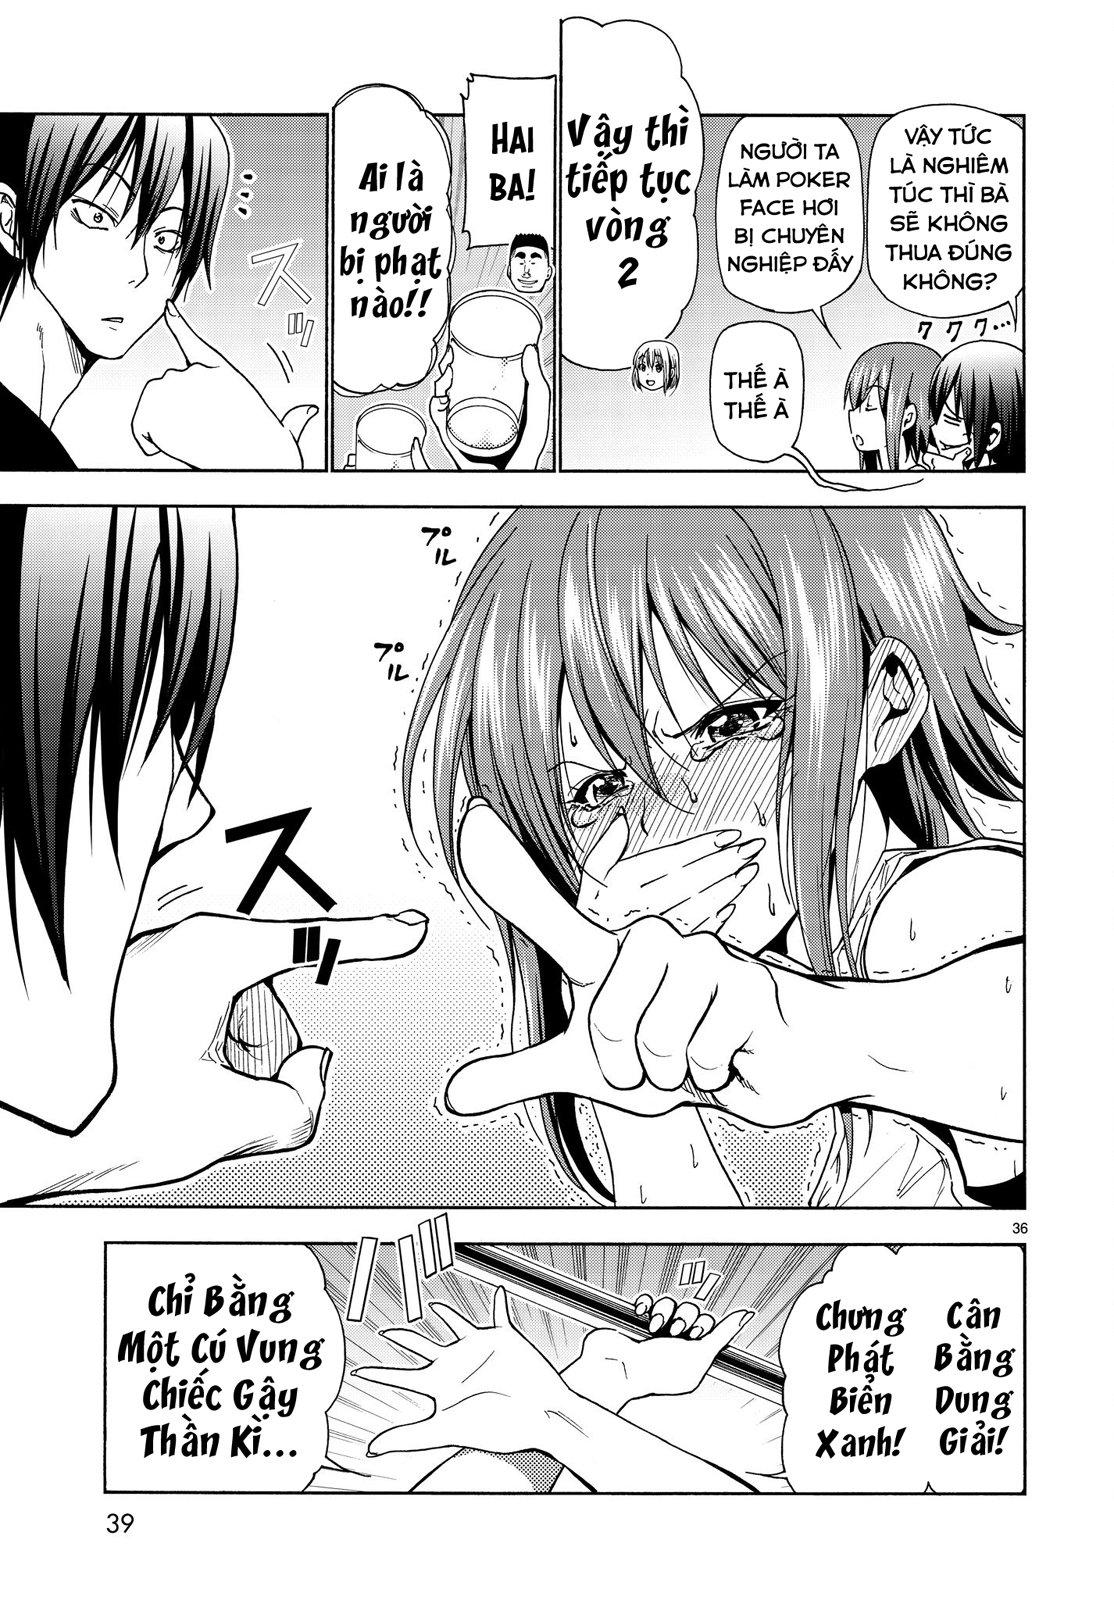 VẬY TỨC
LÀ NGHIÊM
TÚC THÌ BÀ
SẼ KHÔNG
THUA ĐÚNG
KHÔNG?
ククク…
NGƯỜI TA
LÀM POKER
FACE HƠI
BỊ CHUYÊN
NGHIỆP ĐẤY
THẾ À
THẾ À
Vậy thì
tiếp tục
vòng
2
HAI
BA!
Ai là
người
bị phạt
nào!!
スッ
プル
プル
スッ
36
Cân
Bằng
Dung
Giải!
Chưng
Phát
Biển
Xanh!
Chỉ Bằng
Một Cú Vung
Chiếc Gậy
Thần Kì...
39